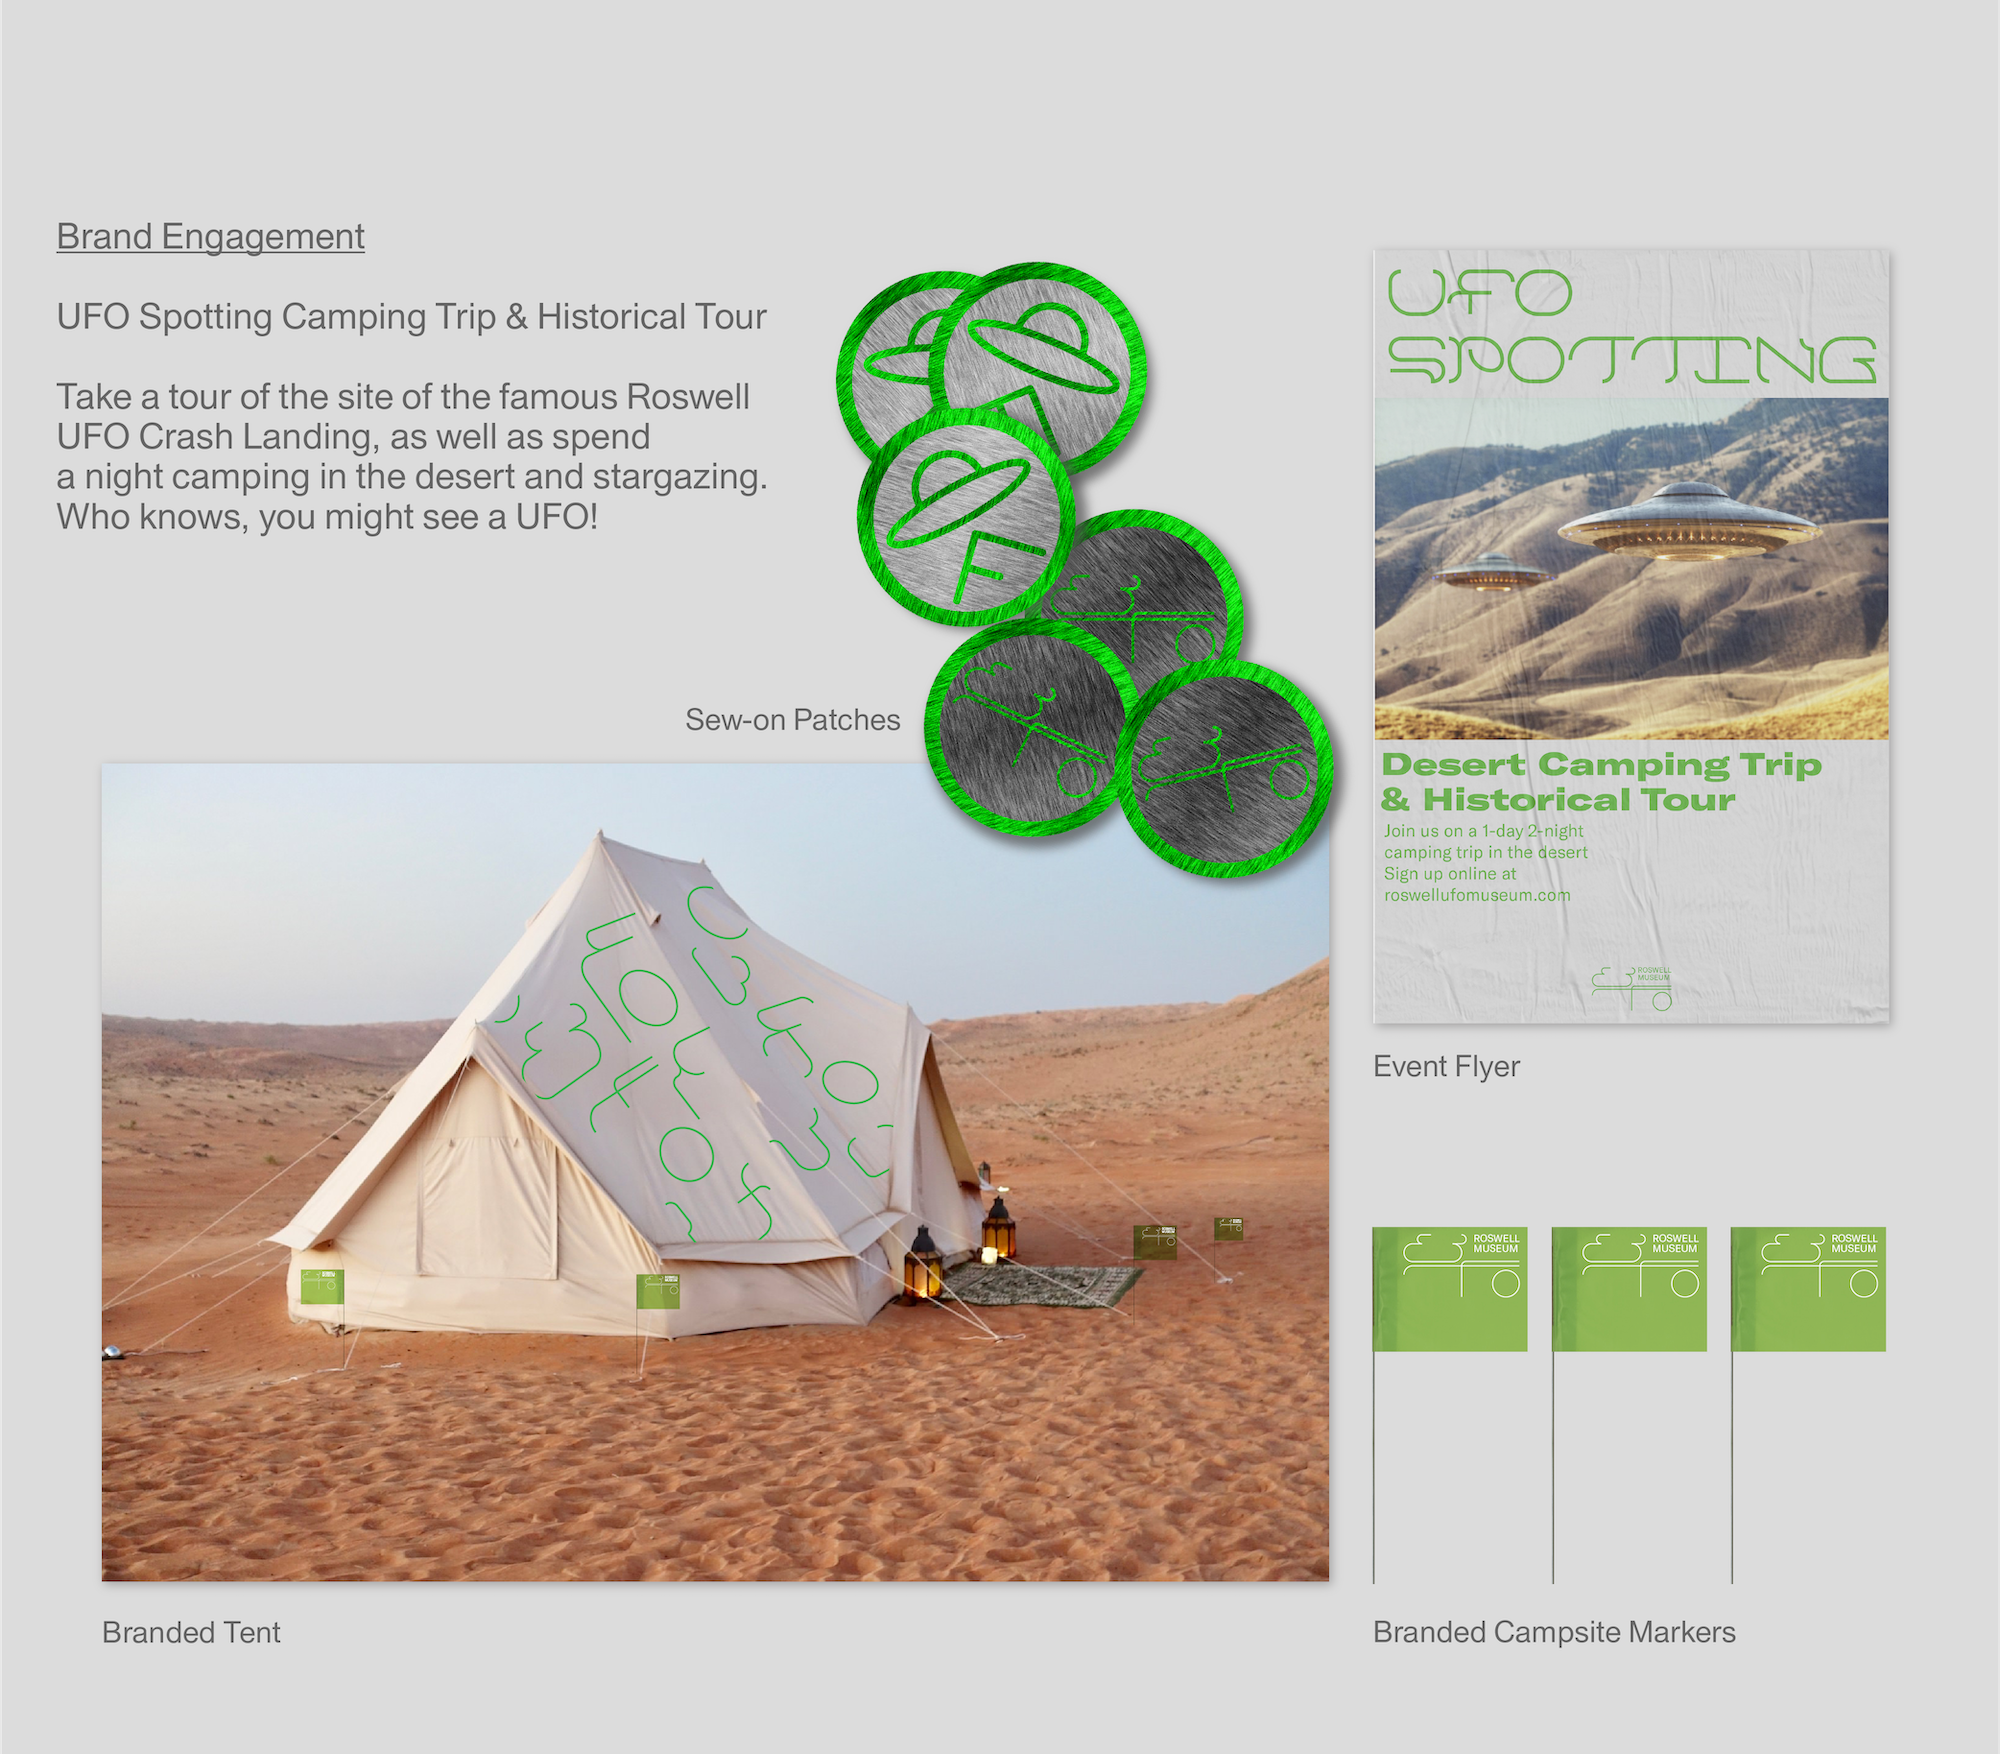 Brand Engagement
UFO Spotting Camping Trip & Historical Tour
Take a tour of the site of the famous Roswell
UFO Crash Landing, as well as spend
a night camping in the desert and stargazing.
Who knows, you might see a UFO!
Sew-on Patches
UFO
SPOTTING
Desert Camping Trip
& Historical Tour
Join us on a 1-day 2-night
camping trip in the desert
Sign up online at
roswellufomuseum.com
ROSWELL
MUSEUM
Event Flyer
ROSWELL
MUSEUM
ROSWELL
MUSEUM
ROSWELL
MUSEUM
Branded Tent
Branded Campsite Markers